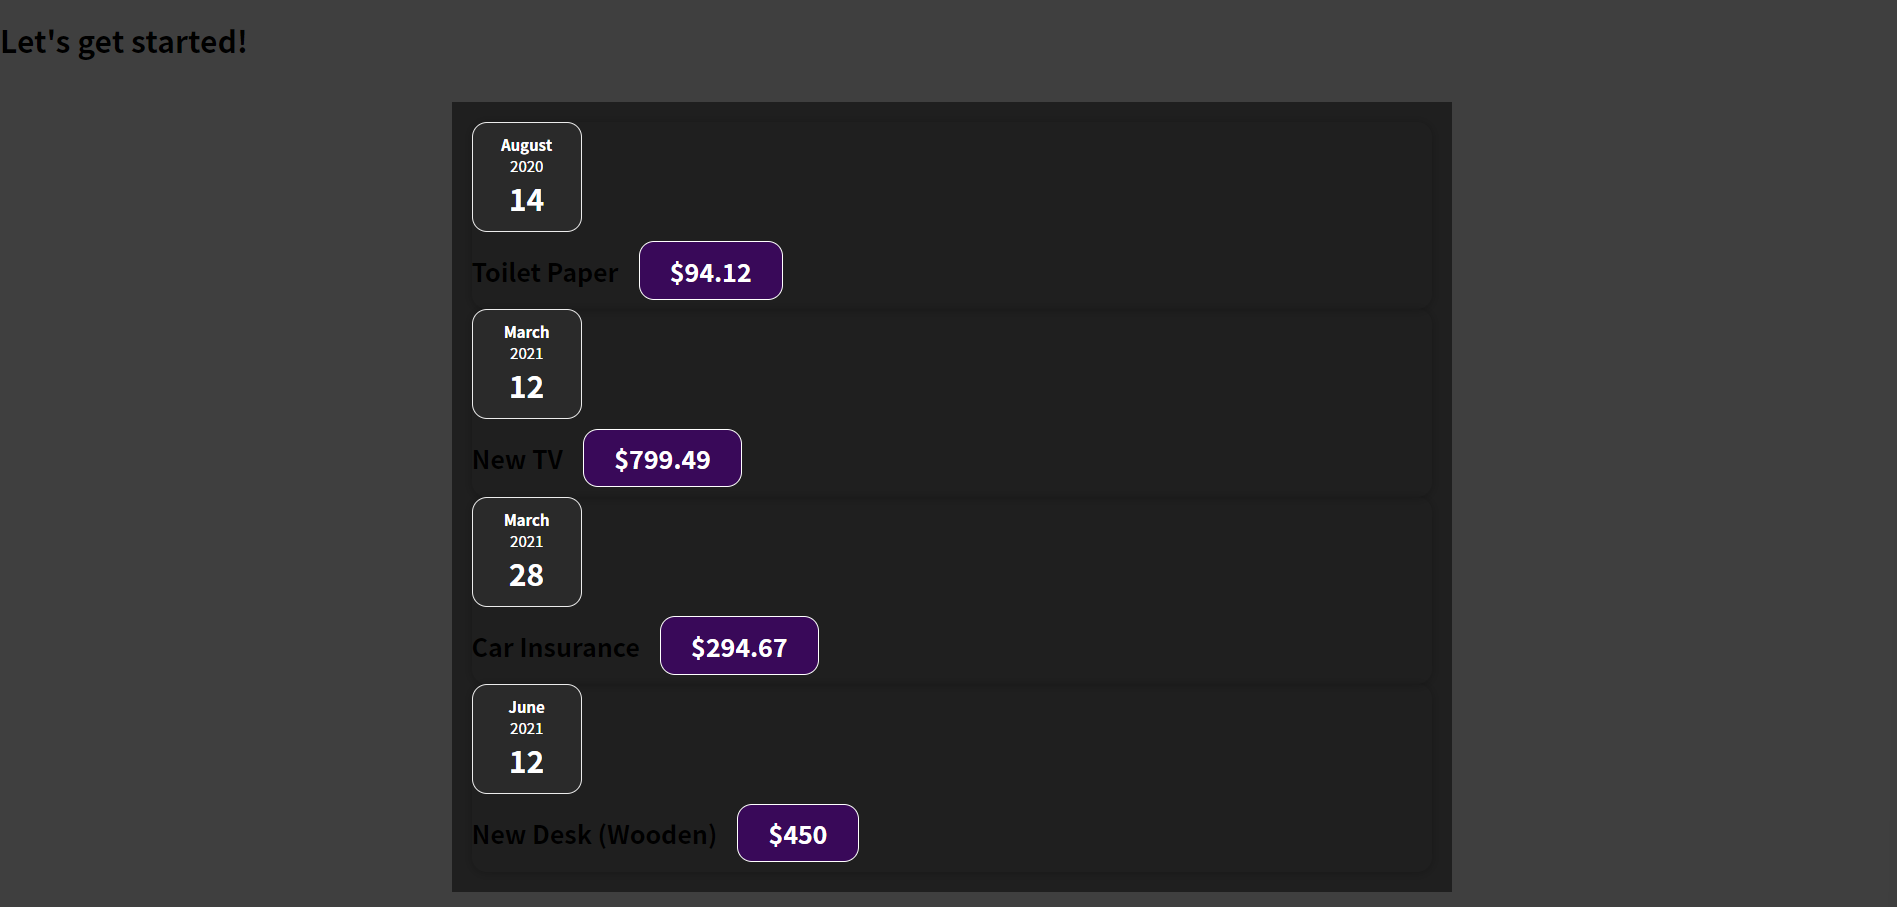 Let's get started!
August
2020
14
Toilet Paper $94.12
March
2021
12
New TV $799.49
March
2021
28
Car Insurance $294.67
June
2021
12
New Desk (Wooden) $450